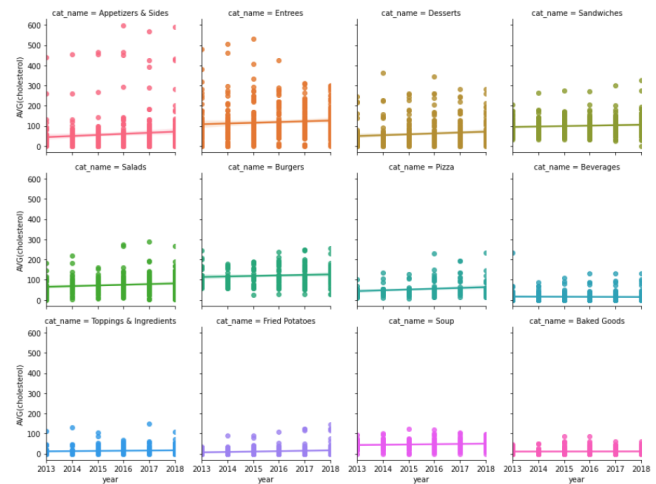 cat_name = Appetizers & Sides
cat_name = Entrees
cat_name = Desserts
cat_name = Sandwiches
600
500
400
300
200
100
0
AVG(cholesterol)
cat_name = Salads
cat_name = Burgers
cat_name = Pizza
cat_name = Beverages
600
500
400
300
200
100
0
AVG(cholesterol)
cat_name = Toppings & Ingredients
cat_name = Fried Potatoes
cat_name = Soup
cat_name = Baked Goods
600
500
400
300
200
100
0
AVG(cholesterol)
2013 2014 2015 2016 2017 2018
2013 2014 2015 2016 2017 2018
2013 2014 2015 2016 2017 2018
2013 2014 2015 2016 2017 2018
year
year
year
year